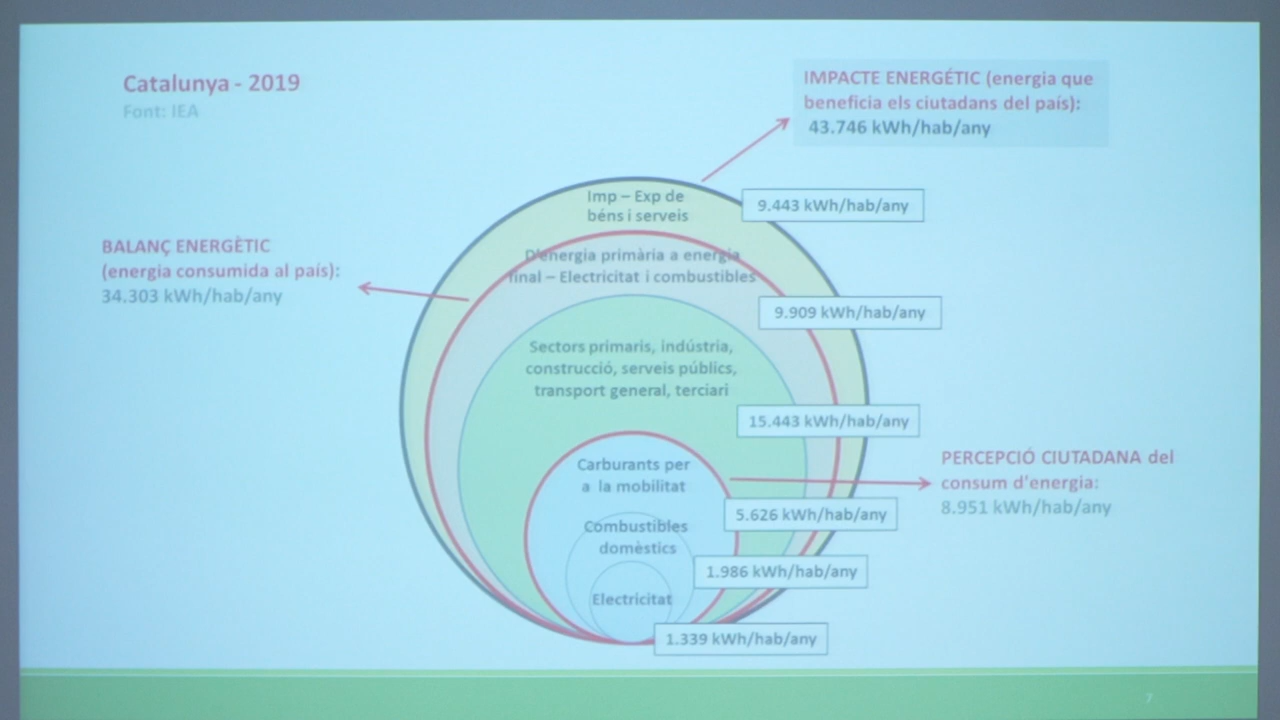 Catalunya - 2019
Font: IEA
IMPACTE ENERGÉTIC (energia que
beneficia els ciutadans del país):
43.746 kWh/hab/any
Imp – Exp de
béns i serveis
9.443 kWh/hab/any
BALANÇ ENERGÈTIC
(energia consumida al país):
34.303 kWh/hab/any
D'energia primària a energia
final – Electricitat i combustibles
9.909 kWh/hab/any
Sectors primaris, indústria,
construcció, serveis públics,
transport general, terciari
15.443 kWh/hab/any
PERCEPCIÓ CIUTADANA del
consum d'energia:
8.951 kWh/hab/any
Carburants per
a la mobilitat
5.626 kWh/hab/any
Combustibles
domèstics
1.986 kWh/hab/any
Electricitat
1.339 kWh/hab/any
7